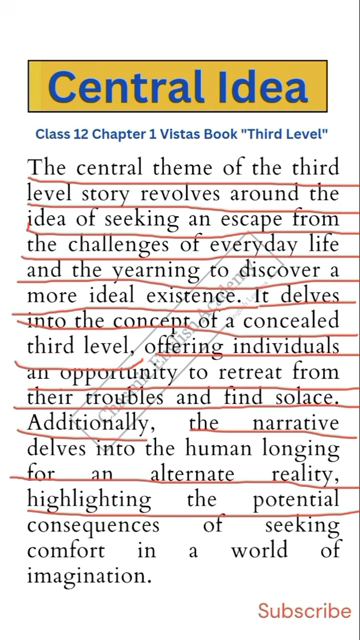 Central Idea
Class 12 Chapter 1 Vistas Book "Third Level"
The central theme of the third
level story revolves around the
idea of seeking an escape from
the challenges of everyday life
and the yearning to discover a
more ideal existence. It delves
into the concept of a concealed
third level, offering individuals
an opportunity to retreat from
their troubles and find solace.
Additionally, the narrative
delves into the human longing
for an alternate reality,
highlighting the potential
consequences of seeking
comfort in a world of
imagination.
Subscribe